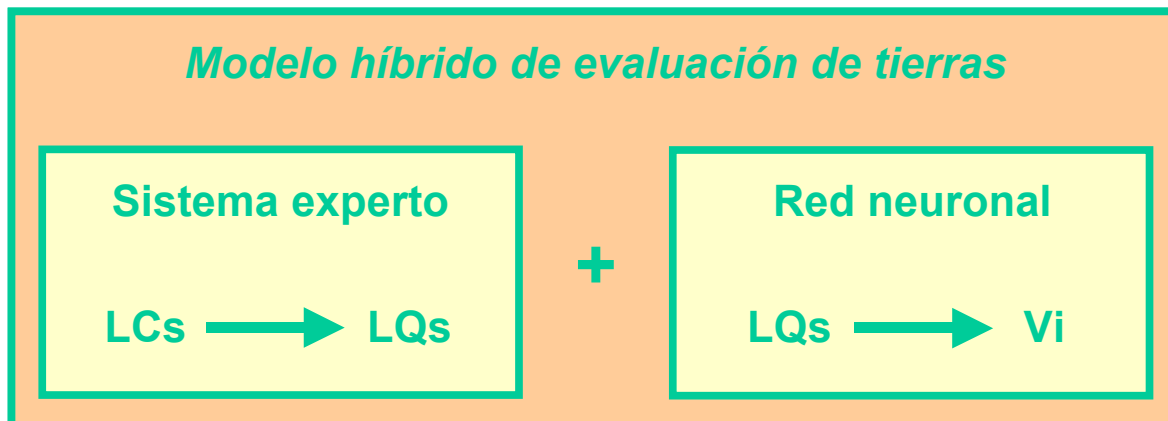 Modelo híbrido de evaluación de tierras
Sistema experto
LCs LQs
+
Red neuronal
LQs Vi